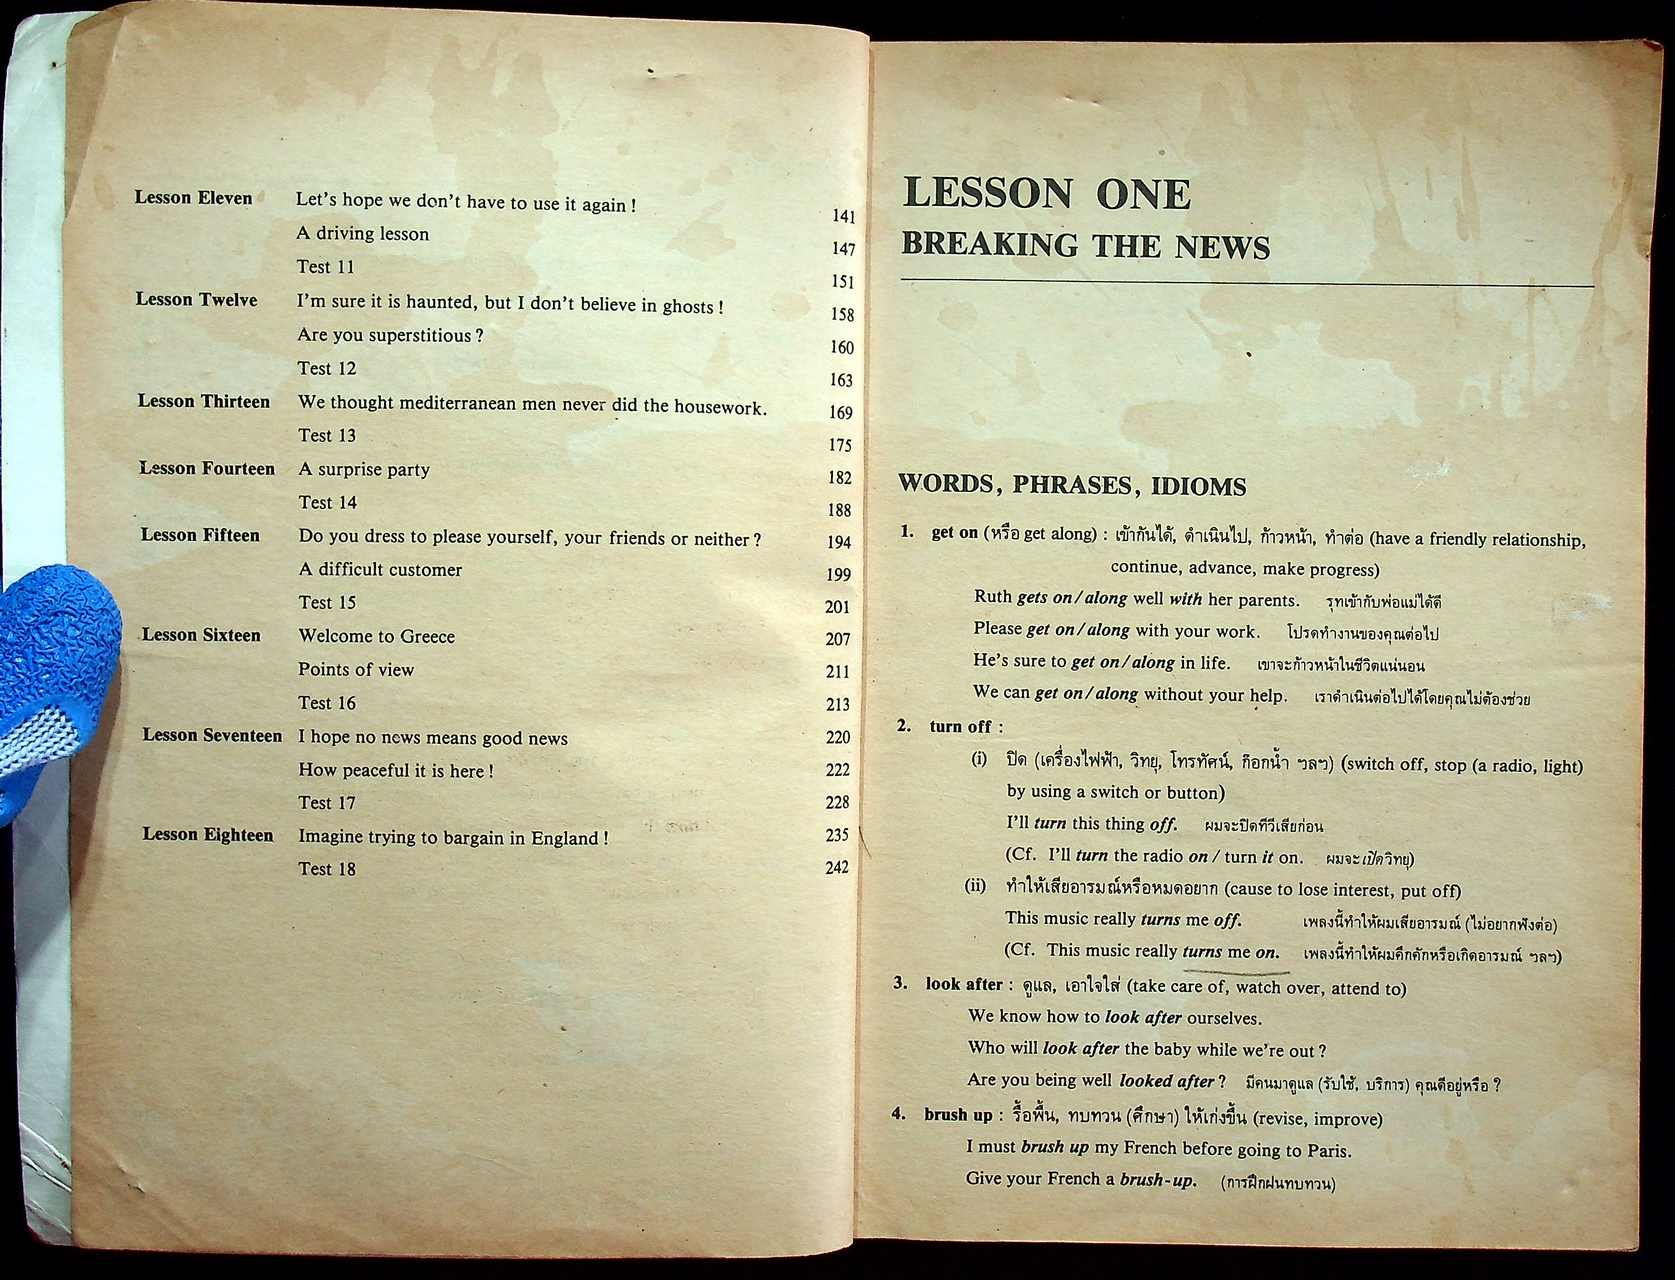 Lesson Eleven Let's hope we don't have to use it again ! 141
A driving lesson 147
Test 11 151
Lesson Twelve I'm sure it is haunted, but I don't believe in ghosts ! 158
Are you superstitious ? 160
Test 12 163
Lesson Thirteen We thought mediterranean men never did the housework. 169
Test 13 175
Lesson Fourteen A surprise party 182
Test 14 188
Lesson Fifteen Do you dress to please yourself, your friends or neither ? 194
A difficult customer 199
Test 15 201
Lesson Sixteen Welcome to Greece 207
Points of view 211
Test 16 213
Lesson Seventeen I hope no news means good news 220
How peaceful it is here ! 222
Test 17 228
Lesson Eighteen Imagine trying to bargain in England ! 235
Test 18 242
LESSON ONE
BREAKING THE NEWS
WORDS, PHRASES, IDIOMS
1. get on (หรือ get along) : เข้ากันได้, ดำเนินไป, ก้าวหน้า, ทำต่อ (have a friendly relationship,
continue, advance, make progress)
Ruth gets on/along well with her parents. รุทเข้ากับพ่อแม่ได้ดี
Please get on/along with your work. โปรดทำงานของคุณต่อไป
He's sure to get on/along in life. เขาจะก้าวหน้าในชีวิตแน่นอน
We can get on/along without your help. เราดำเนินต่อไปได้โดยคุณไม่ต้องช่วย
2. turn off :
(i) ปิด (เครื่องไฟฟ้า, วิทยุ, โทรทัศน์, ก๊อกน้ำ ฯลฯ) (switch off, stop (a radio, light)
by using a switch or button)
I'll turn this thing off. ผมจะปิดทีวีเสียก่อน
(Cf. I'll turn the radio on / turn it on. ผมจะเปิดวิทยุ)
(ii) ทำให้เสียอารมณ์หรือหมดอยาก (cause to lose interest, put off)
This music really turns me off. เพลงนี้ทำให้ผมเสียอารมณ์ (ไม่อยากฟังต่อ)
(Cf. This music really turns me on. เพลงนี้ทำให้ผมคึกคักหรือเกิดอารมณ์ ฯลฯ)
3. look after : ดูแล, เอาใจใส่ (take care of, watch over, attend to)
We know how to look after ourselves.
Who will look after the baby while we're out ?
Are you being well looked after ? มีคนมาดูแล (รับใช้, บริการ) คุณดีอยู่หรือ ?
4. brush up : รื้อฟื้น, ทบทวน (ศึกษา) ให้เก่งขึ้น (revise, improve)
I must brush up my French before going to Paris.
Give your French a brush-up. (การฝึกฝนทบทวน)